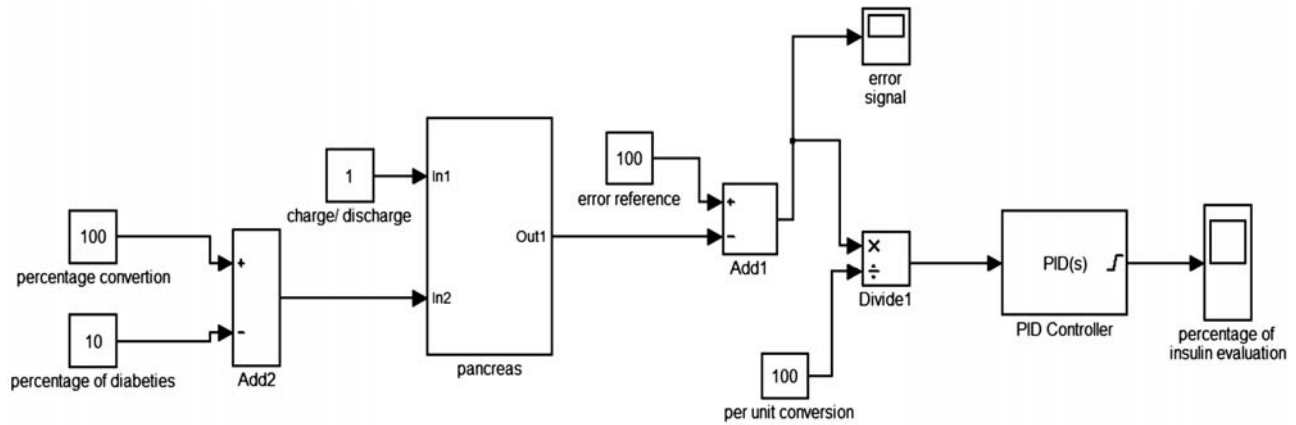 error
signal
100
error reference
+
−
Add1
1
charge/ discharge
In1
Out1
In2
pancreas
100
percentage convertion
+
−
10
percentage of diabeties
Add2
×
÷
Divide1
100
per unit conversion
PID(s)
PID Controller
percentage of
insulin evaluation